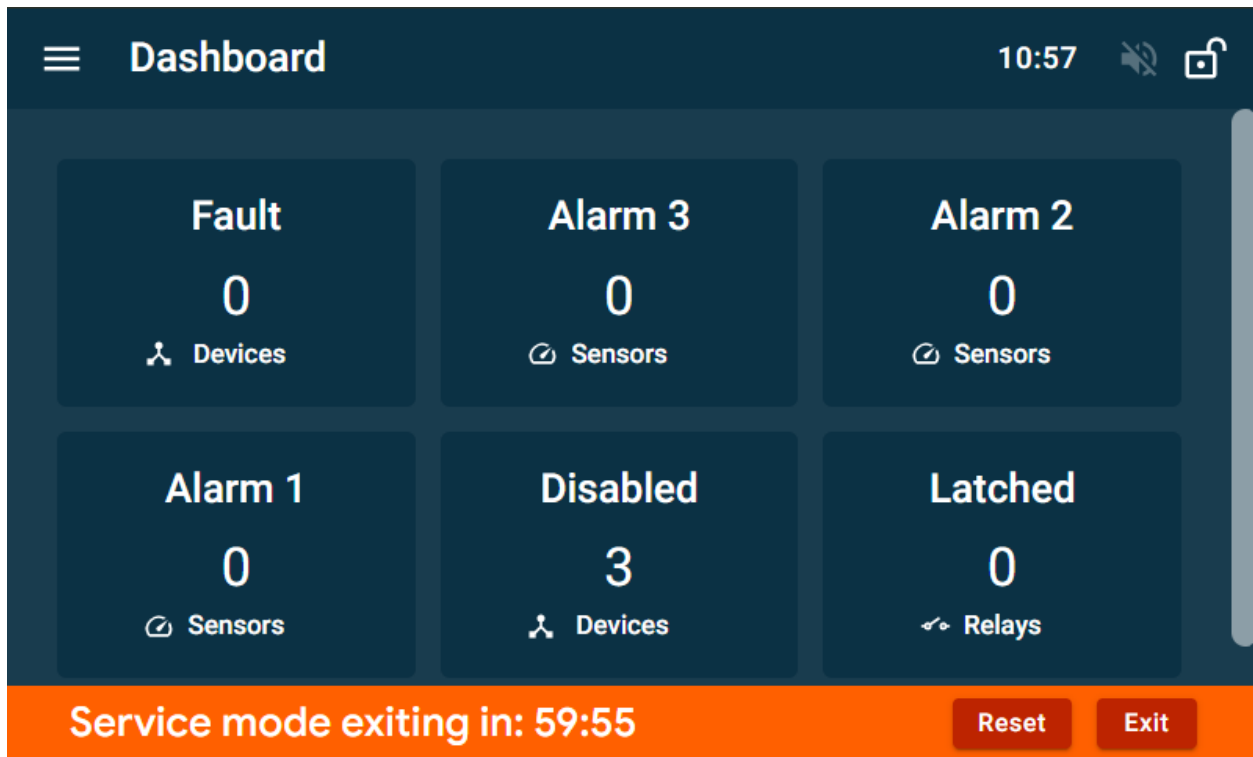 Dashboard 10:57
Fault Alarm 3 Alarm 2
0 0 0
Devices Sensors Sensors
Alarm 1 Disabled Latched
0 3 0
Sensors Devices Relays
Service mode exiting in: 59:55 Reset Exit